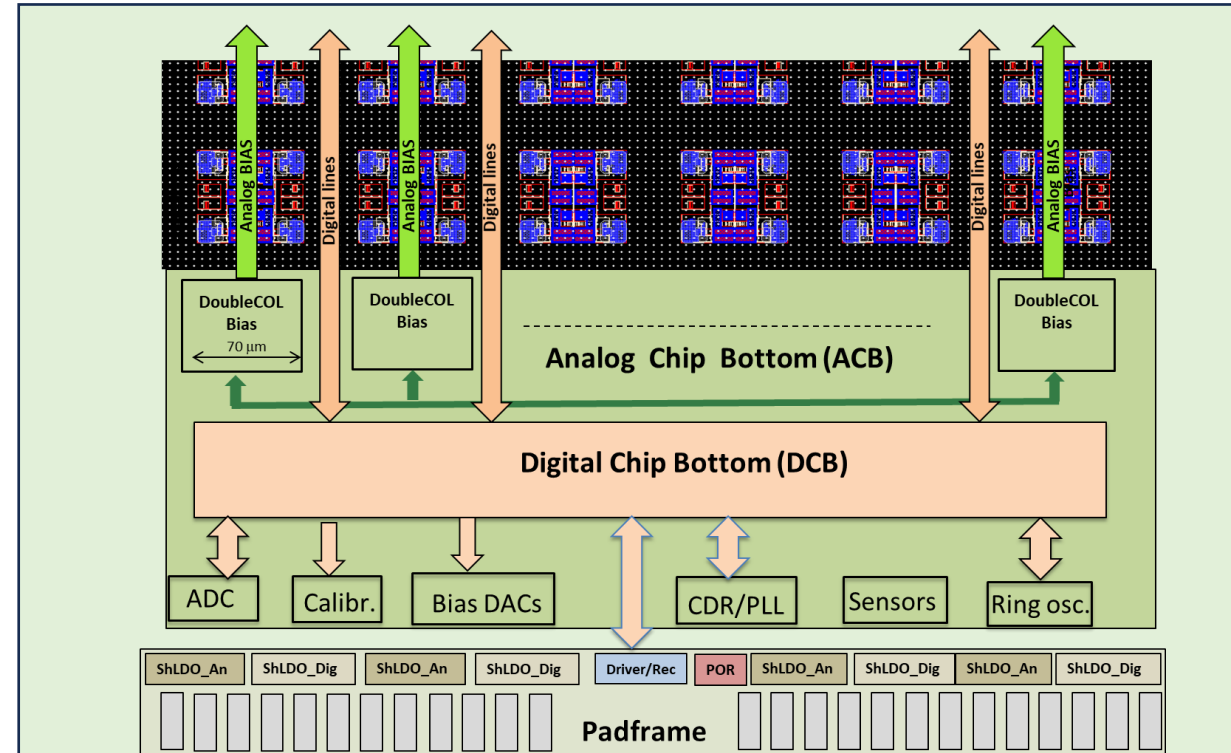 Analog BIAS
Digital lines
Analog BIAS
Digital lines
Digital lines
Analog BIAS
DoubleCOL
Bias
70 μm
DoubleCOL
Bias
DoubleCOL
Bias
Analog Chip Bottom (ACB)
Digital Chip Bottom (DCB)
ADC
Calibr.
Bias DACs
CDR/PLL
Sensors
Ring osc.
ShLDO_An
ShLDO_Dig
ShLDO_An
ShLDO_Dig
Driver/Rec
POR
ShLDO_An
ShLDO_Dig
ShLDO_An
ShLDO_Dig
Padframe